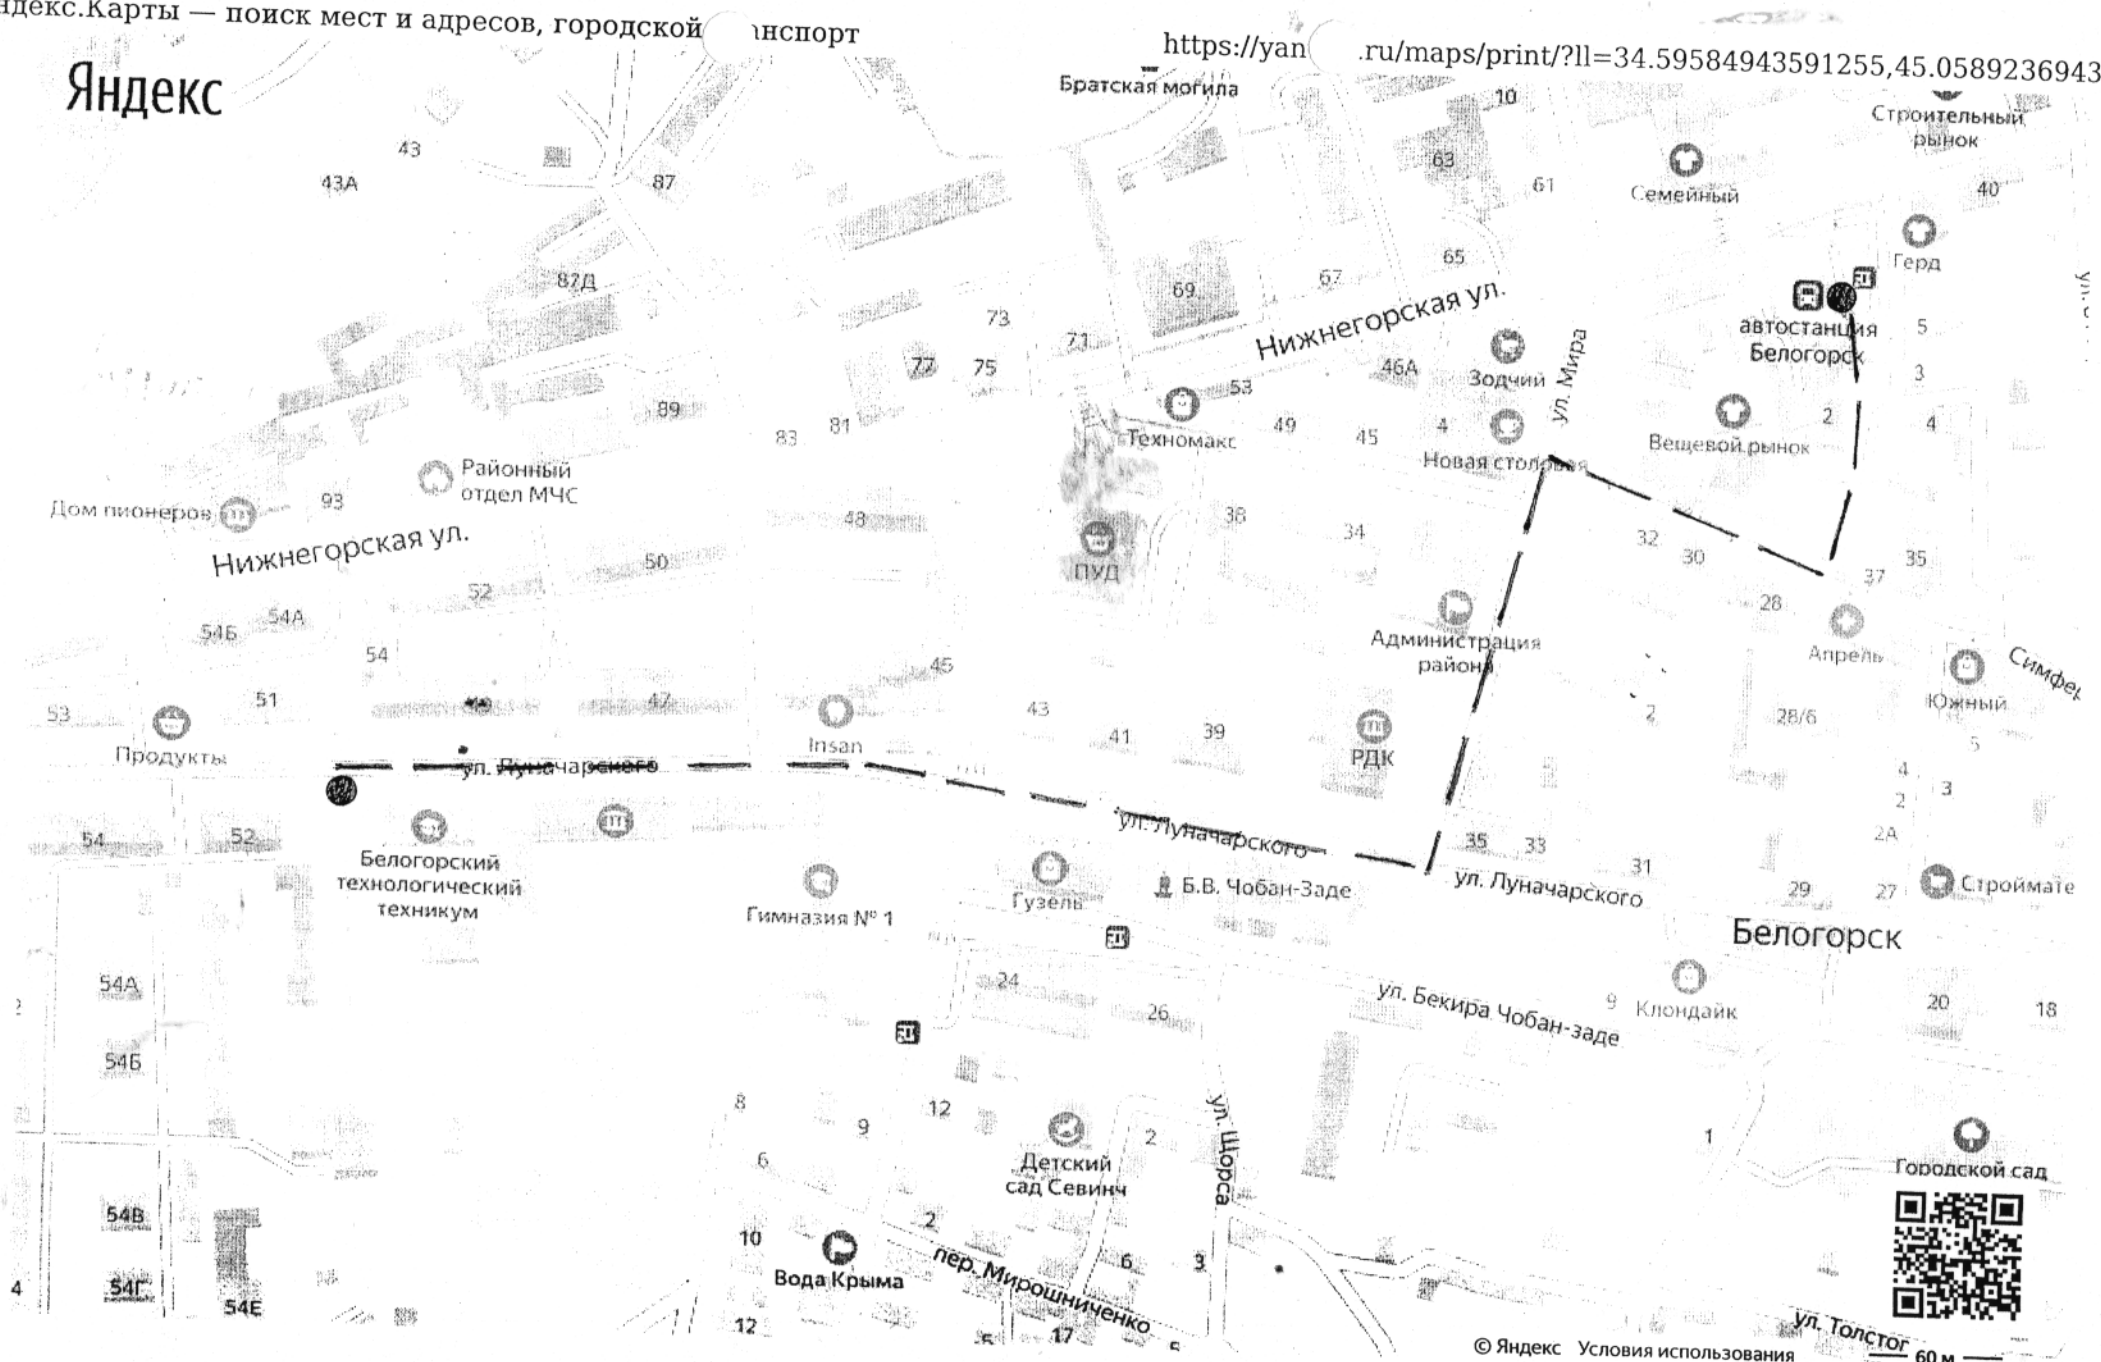 ндекс.Карты — поиск мест и адресов, городской анспорт
https://yan .ru/maps/print/?ll=34.59584943591255,45.0589236943
Яндекс
Братская могила
10
Строительный
рынок
43
43А
87
63
61
Семейный
40
Герд
87Д
65
67
69
Нижнегорская ул.
автостанция
Белогорск
5
73
71
77
75
46А
Зодчий
ул. Мира
3
53
89
Техномакс
49
45
4
Новая столовая
Вещевой рынок
2
4
83
81
Районный
отдел МЧС
Дом пионеров
93
48
38
34
32
30
35
37
Нижнегорская ул.
50
52
ПУД
28
54Б
54А
54
45
Администрация
района
Апрель
Симфер
51
53
47
43
41
39
2
28/6
Южный
5
Продукты
Insan
РДК
ул. Луначарского
4
2
3
54
52
ул. Луначарского
35
33
31
2А
Белогорский
технологический
техникум
Гимназия № 1
Гузель
Б.В. Чобан-Заде
ул. Луначарского
29
27
Строймате
Белогорск
54А
24
26
ул. Бекира Чобан-заде
9
Клондайк
20
18
2
54Б
8
9
12
2
ул. Щорса
1
6
Детский
сад Севинч
Городской сад
54В
10
2
Вода Крыма
пер. Мирошниченко
6
3
4
54Г
54Е
12
5
17
5
ул. Толстог
© Яндекс Условия использования
60 м